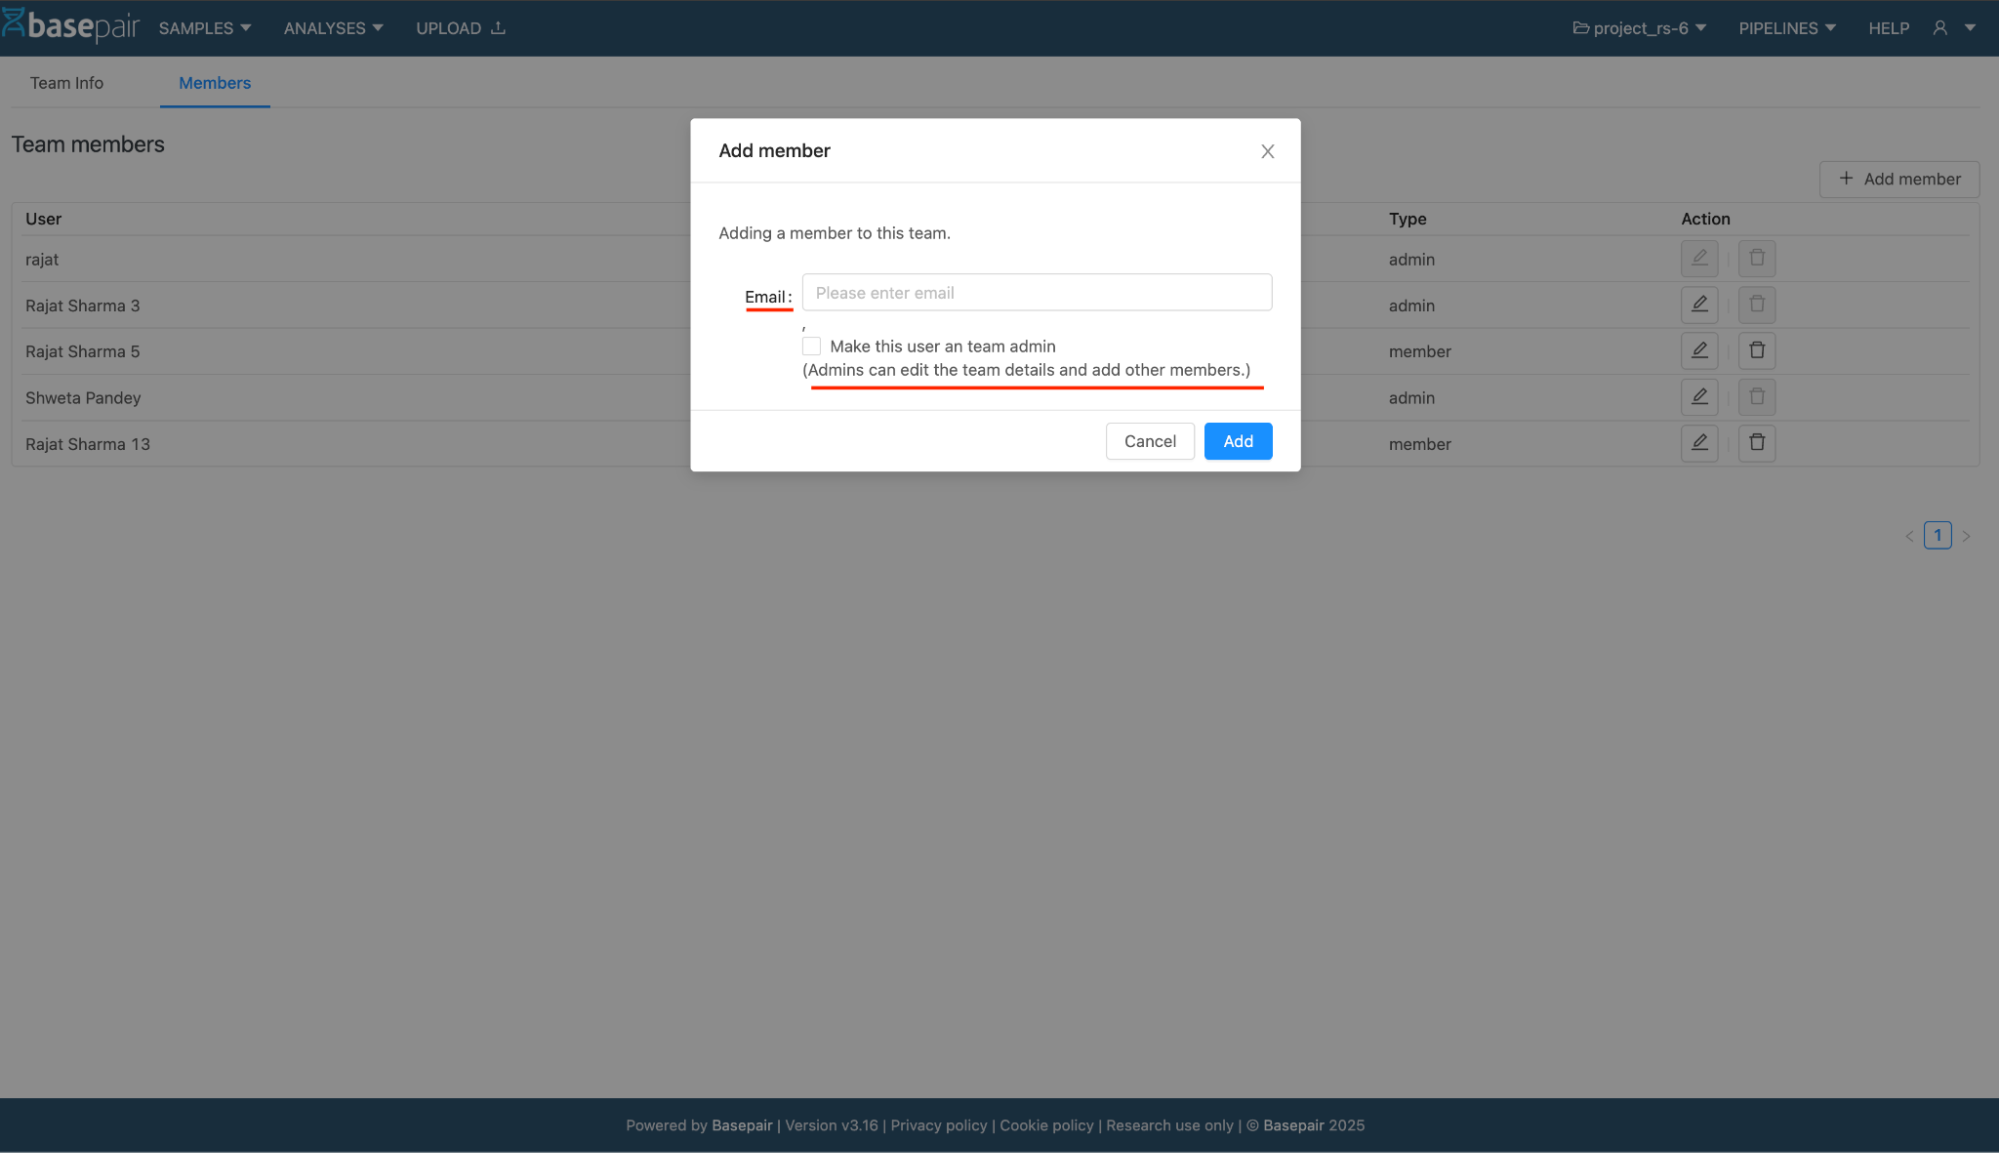 basepair SAMPLES ANALYSES UPLOAD project_rs-6 PIPELINES HELP
Team Info Members
Team members
Add member
User Type Action
rajat admin
Rajat Sharma 3 admin
Rajat Sharma 5 member
Shweta Pandey admin
Rajat Sharma 13 member
Add member
Adding a member to this team.
Email: Please enter email
,
Make this user an team admin
(Admins can edit the team details and add other members.)
Cancel Add
< 1 >
Powered by Basepair | Version v3.16 | Privacy policy | Cookie policy | Research use only | © Basepair 2025